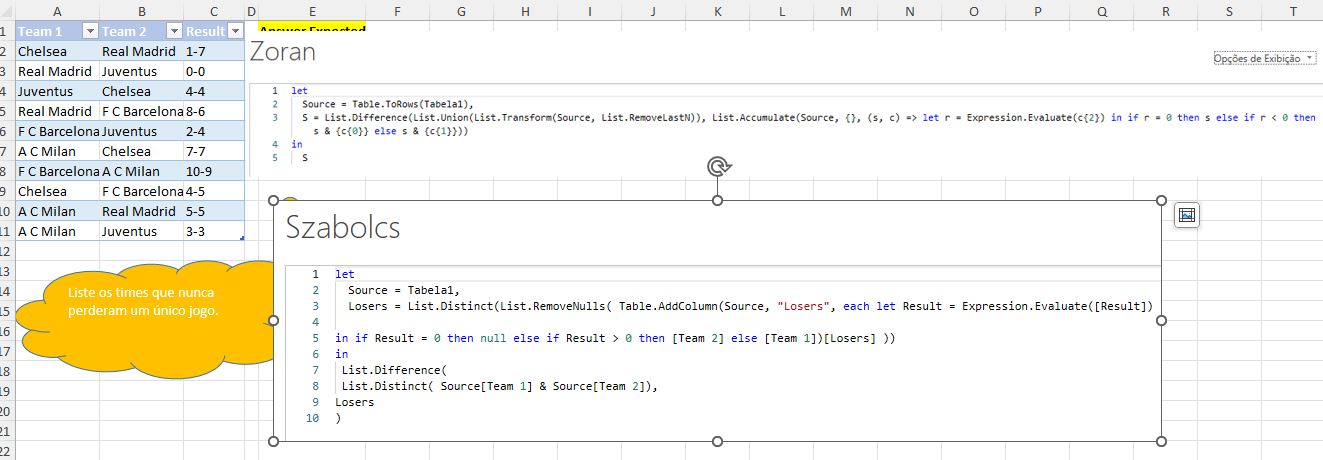 A B C D E F G H I J K L M N O P Q R S T
1 Team 1 Team 2 Result Answer Expected
2 Chelsea Real Madrid 1-7
3 Real Madrid Juventus 0-0
4 Juventus Chelsea 4-4
5 Real Madrid F C Barcelona 8-6
6 F C Barcelona Juventus 2-4
7 A C Milan Chelsea 7-7
8 F C Barcelona A C Milan 10-9
9 Chelsea F C Barcelona 4-5
10 A C Milan Real Madrid 5-5
11 A C Milan Juventus 3-3
12
13
14
15
16
17
18
19
20
21
22
Liste os times que nunca
perderam um único jogo.
Zoran
Opções de Exibição
1 let
2 Source = Table.ToRows(Tabela1),
3 S = List.Difference(List.Union(List.Transform(Source, List.RemoveLastN)), List.Accumulate(Source, {}, (s, c) => let r = Expression.Evaluate(c{2}) in if r = 0 then s else if r < 0 then
s & {c{0}} else s & {c{1}}))
4 in
5 S
Szabolcs
1 let
2 Source = Tabela1,
3 Losers = List.Distinct(List.RemoveNulls( Table.AddColumn(Source, "Losers", each let Result = Expression.Evaluate([Result])
4
5 in if Result = 0 then null else if Result > 0 then [Team 2] else [Team 1])[Losers] ))
6 in
7 List.Difference(
8 List.Distinct( Source[Team 1] & Source[Team 2]),
9 Losers
10 )